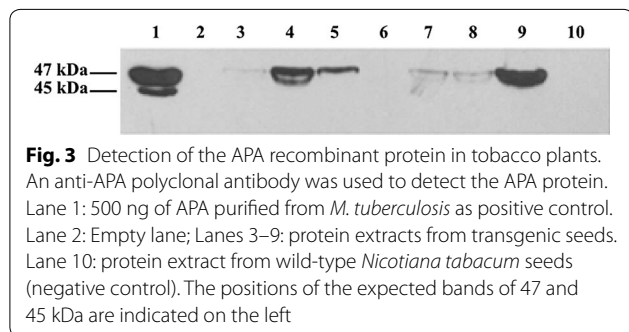 1 2 3 4 5 6 7 8 9 10
47 kDa
45 kDa
Fig. 3 Detection of the APA recombinant protein in tobacco plants.
An anti-APA polyclonal antibody was used to detect the APA protein.
Lane 1: 500 ng of APA purified from M. tuberculosis as positive control.
Lane 2: Empty lane; Lanes 3–9: protein extracts from transgenic seeds.
Lane 10: protein extract from wild-type Nicotiana tabacum seeds
(negative control). The positions of the expected bands of 47 and
45 kDa are indicated on the left